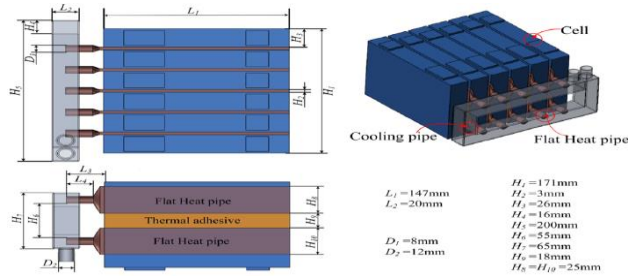 L₂
L₁
H₄
D₁
H₃
H₅
H₂
H₁
Cell
Cooling pipe
Flat Heat pipe
L₃
L₄
Flat Heat pipe
Thermal adhesive
Flat Heat pipe
H₇
H₆
H₈
H₉
H₁₀
D₂
L₁ =147mm
L₂ =20mm
D₁ =8mm
D₂ =12mm
H₁ =171mm
H₂ =3mm
H₃ =26mm
H₄ =16mm
H₅ =200mm
H₆ =55mm
H₇ =65mm
H₉ =18mm
H₈ =H₁₀ =25mm